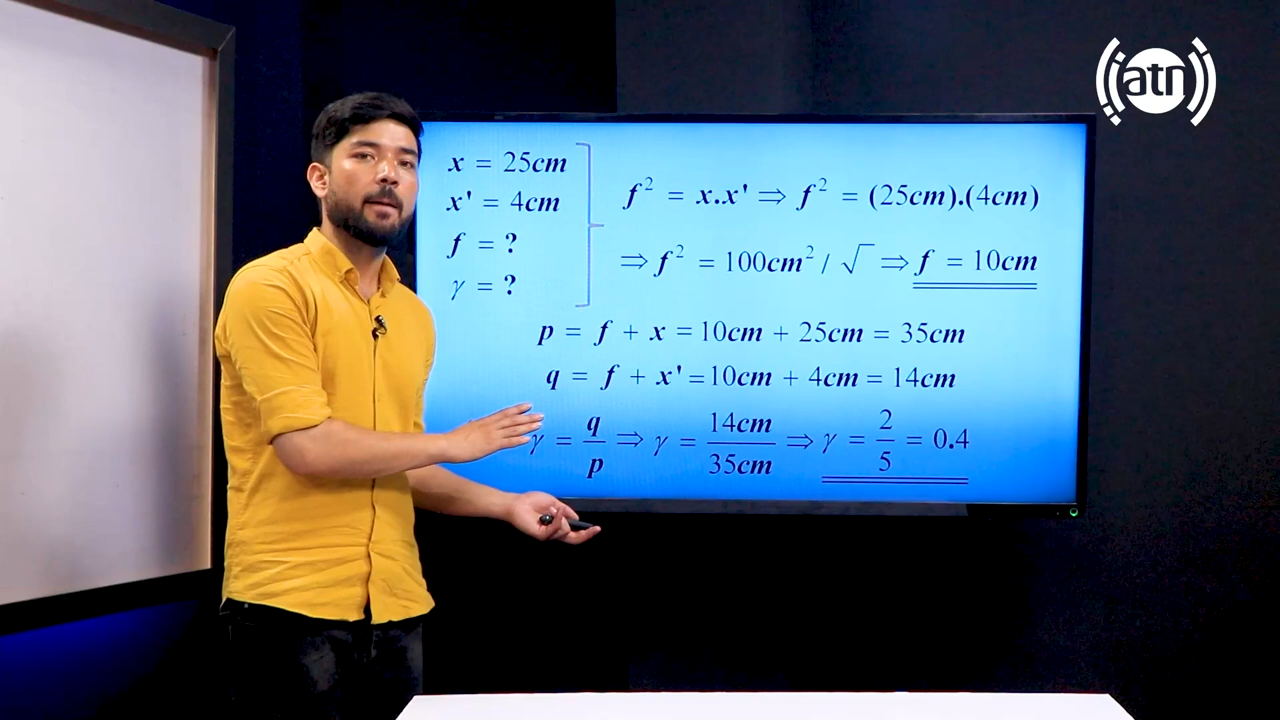 atn
x = 25cm
x' = 4cm
f = ?
γ = ?
f² = x.x' ⇒ f² = (25cm).(4cm)
⇒ f² = 100cm² / √ ⇒ f = 10cm
p = f + x = 10cm + 25cm = 35cm
q = f + x' = 10cm + 4cm = 14cm
γ = q/p ⇒ γ = 14cm/35cm ⇒ γ = 2/5 = 0.4